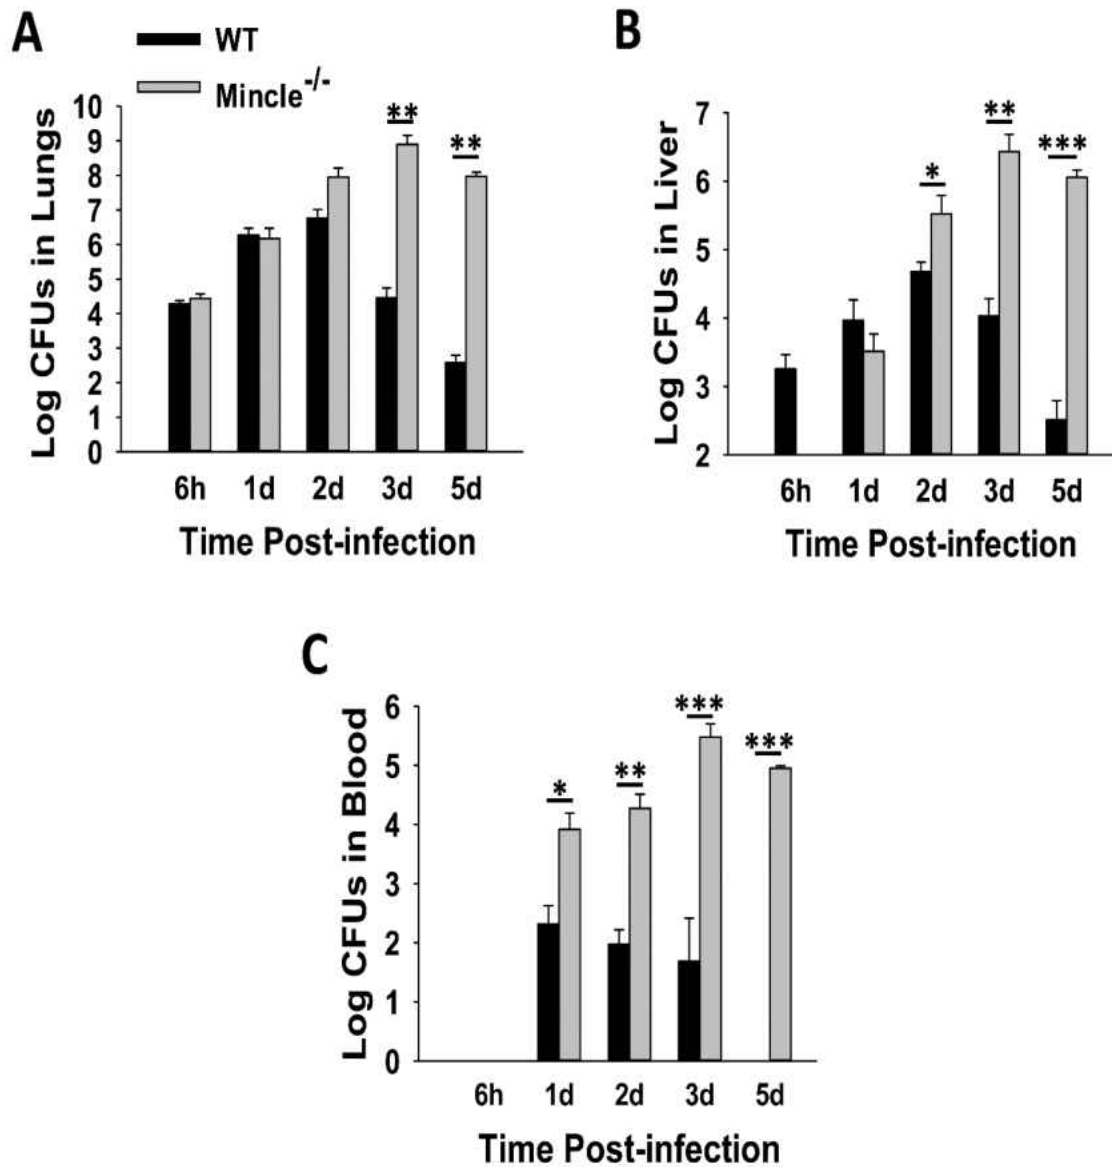 A
WT
Mincle-/-
Log CFUs in Lungs
10
9
8
7
6
5
4
3
2
1
0
** **
6h 1d 2d 3d 5d
Time Post-infection
B
Log CFUs in Liver
7
6
5
4
3
2
* ** ***
6h 1d 2d 3d 5d
Time Post-infection
C
Log CFUs in Blood
6
5
4
3
2
1
0
* ** *** ***
6h 1d 2d 3d 5d
Time Post-infection